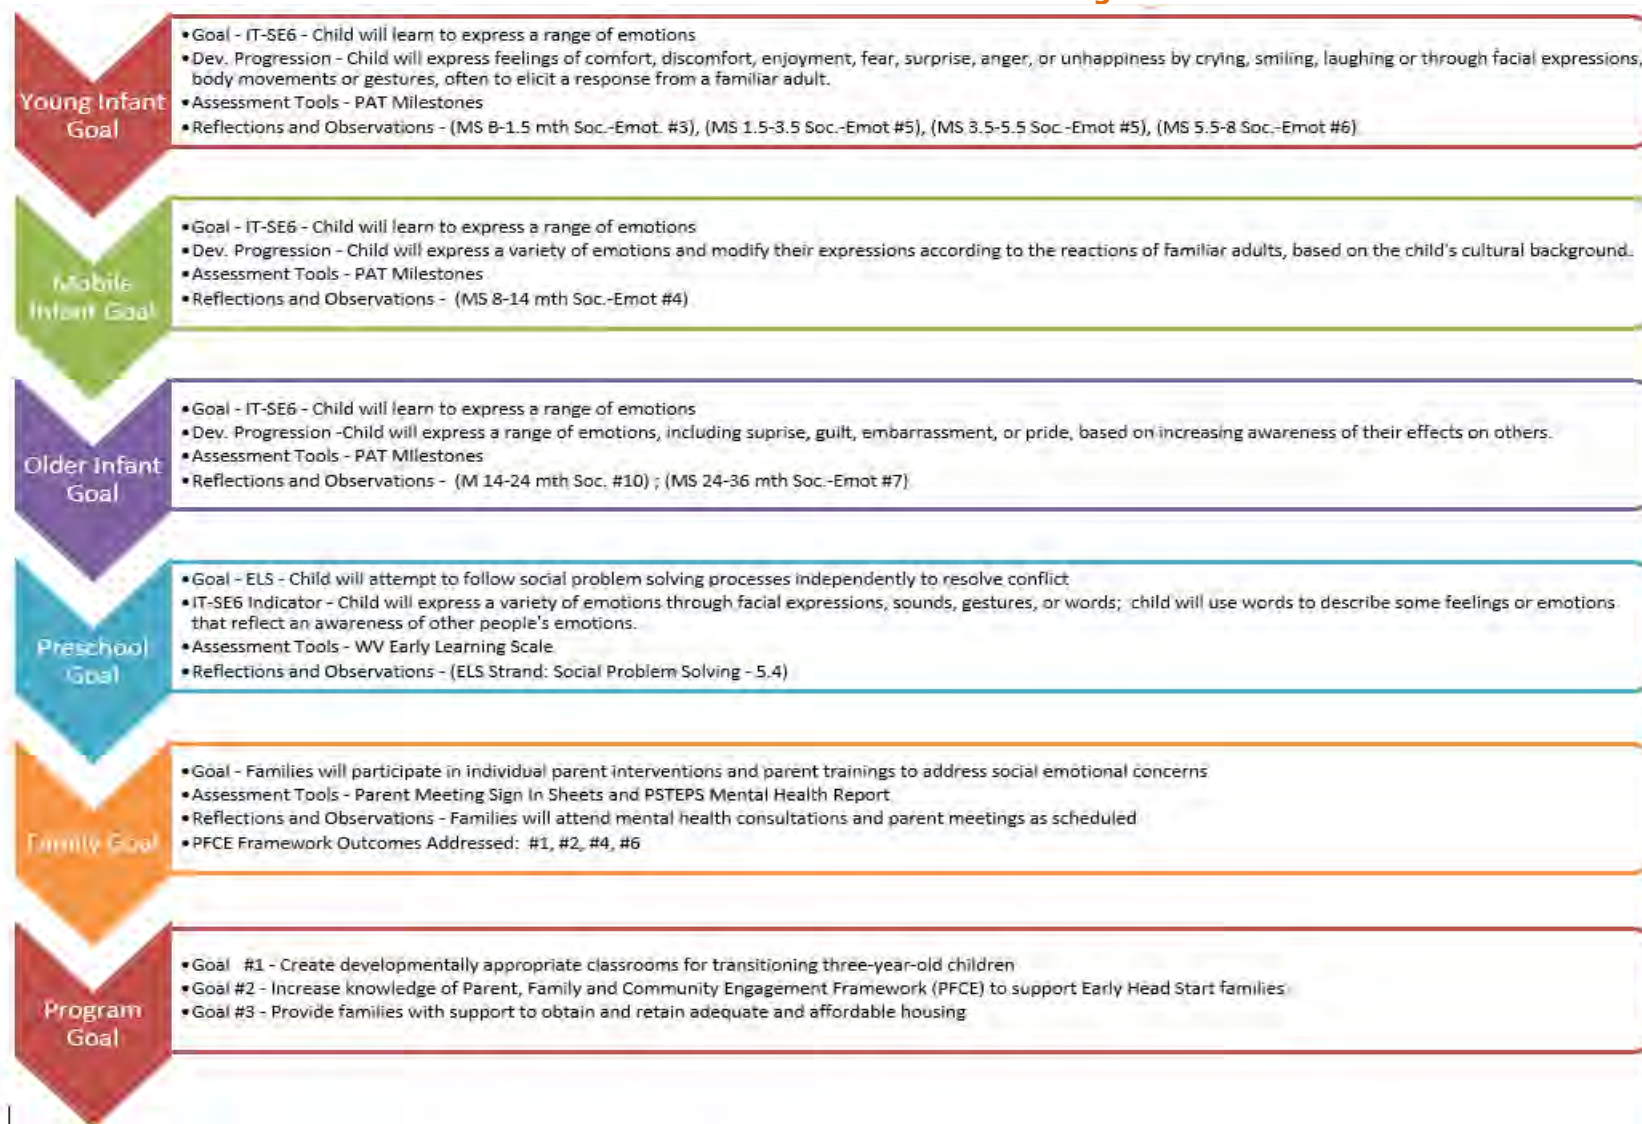 Young Infant
Goal
•Goal - IT-SE6 - Child will learn to express a range of emotions
•Dev. Progression - Child will express feelings of comfort, discomfort, enjoyment, fear, surprise, anger, or unhappiness by crying, smiling, laughing or through facial expressions,
body movements or gestures, often to elicit a response from a familiar adult.
•Assessment Tools - PAT Milestones
•Reflections and Observations - (MS B-1.5 mth Soc.-Emot. #3), (MS 1.5-3.5 Soc.-Emot #5), (MS 3.5-5.5 Soc.-Emot #5), (MS 5.5-8 Soc.-Emot #6)
Mobile
Infant Goal
•Goal - IT-SE6 - Child will learn to express a range of emotions
•Dev. Progression - Child will express a variety of emotions and modify their expressions according to the reactions of familiar adults, based on the child's cultural background.
•Assessment Tools - PAT Milestones
•Reflections and Observations - (MS 8-14 mth Soc.-Emot #4)
Older Infant
Goal
•Goal - IT-SE6 - Child will learn to express a range of emotions
•Dev. Progression -Child will express a range of emotions, including suprise, guilt, embarrassment, or pride, based on increasing awareness of their effects on others.
•Assessment Tools - PAT MIlestones
•Reflections and Observations - (M 14-24 mth Soc. #10) ; (MS 24-36 mth Soc.-Emot #7)
Preschool
Goal
•Goal - ELS - Child will attempt to follow social problem solving processes independently to resolve conflict
•IT-SE6 Indicator - Child will express a variety of emotions through facial expressions, sounds, gestures, or words; child will use words to describe some feelings or emotions
that reflect an awareness of other people's emotions.
•Assessment Tools - WV Early Learning Scale
•Reflections and Observations - (ELS Strand: Social Problem Solving - 5.4)
Family Goal
•Goal - Families will participate in individual parent interventions and parent trainings to address social emotional concerns
•Assessment Tools - Parent Meeting Sign In Sheets and PSTEPS Mental Health Report
•Reflections and Observations - Families will attend mental health consultations and parent meetings as scheduled
•PFCE Framework Outcomes Addressed: #1, #2, #4, #6
Program
Goal
•Goal #1 - Create developmentally appropriate classrooms for transitioning three-year-old children
•Goal #2 - Increase knowledge of Parent, Family and Community Engagement Framework (PFCE) to support Early Head Start families
•Goal #3 - Provide families with support to obtain and retain adequate and affordable housing